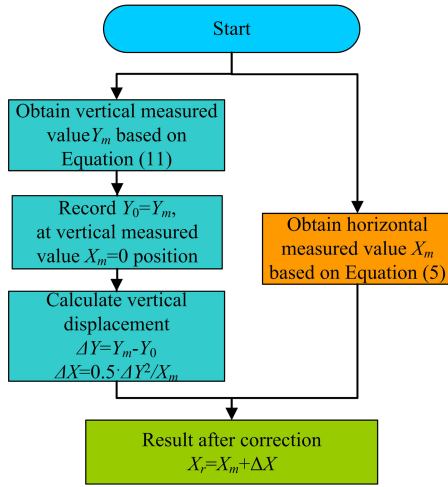 Start
Obtain vertical measured
valueYₘ based on
Equation (11)
Record Y₀=Yₘ,
at vertical measured
value Xₘ=0 position
Calculate vertical
displacement
ΔY=Yₘ-Y₀
ΔX=0.5·ΔY²/Xₘ
Obtain horizontal
measured value Xₘ
based on Equation (5)
Result after correction
Xᵣ=Xₘ+ΔX